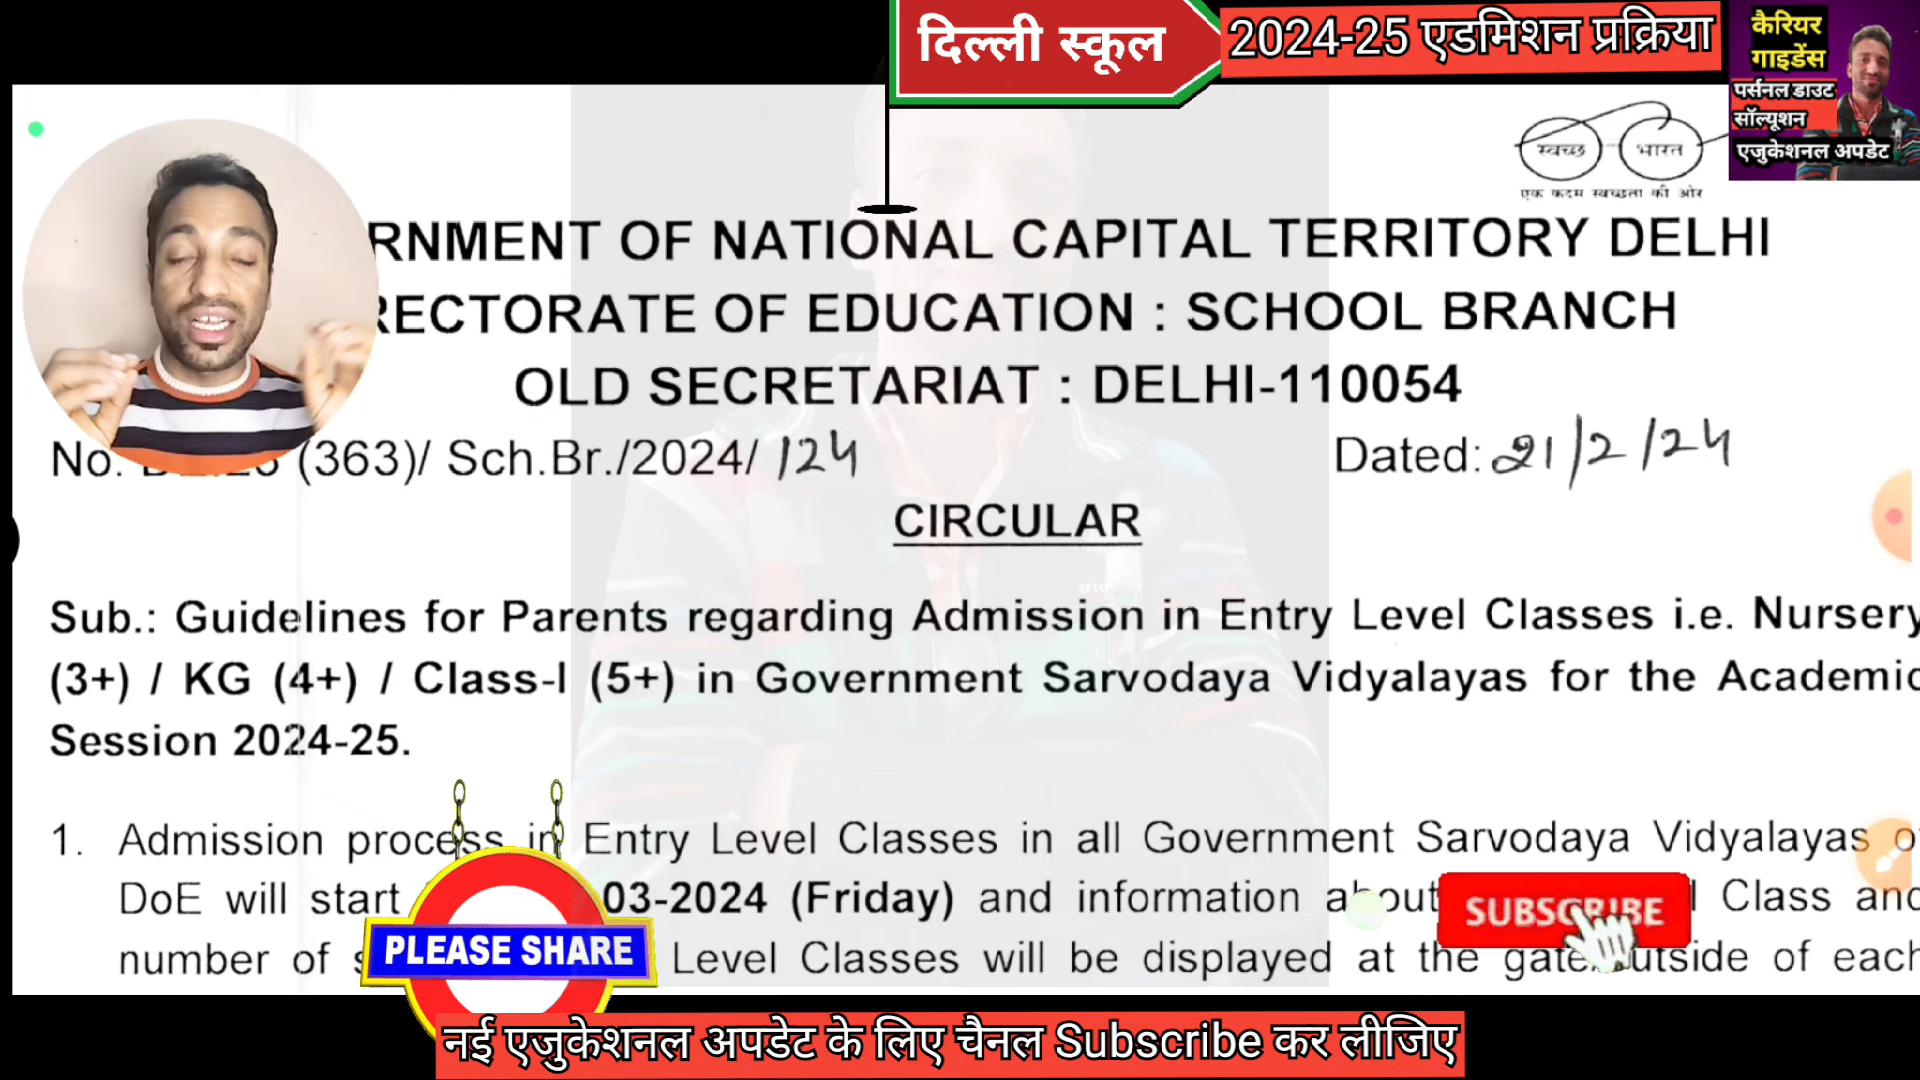 दिल्ली स्कूल
2024-25 एडमिशन प्रक्रिया
कैरियर
गाइडेंस
पर्सनल डाउट
सॉल्यूशन
एजुकेशनल अपडेट
स्वच्छ भारत
एक कदम स्वच्छता की ओर
RNMENT OF NATIONAL CAPITAL TERRITORY DELHI
RECTORATE OF EDUCATION : SCHOOL BRANCH
OLD SECRETARIAT : DELHI-110054
No. (363)/ Sch.Br./2024/124
Dated: 21/2/24
CIRCULAR
Sub.: Guidelines for Parents regarding Admission in Entry Level Classes i.e. Nursery
(3+) / KG (4+) / Class-I (5+) in Government Sarvodaya Vidyalayas for the Academic
Session 2024-25.
1. Admission process in Entry Level Classes in all Government Sarvodaya Vidyalayas of
DoE will start 03-2024 (Friday) and information about Class and
number of Level Classes will be displayed at the gate/outside of each
PLEASE SHARE
SUBSCRIBE
नई एजुकेशनल अपडेट के लिए चैनल Subscribe कर लीजिए